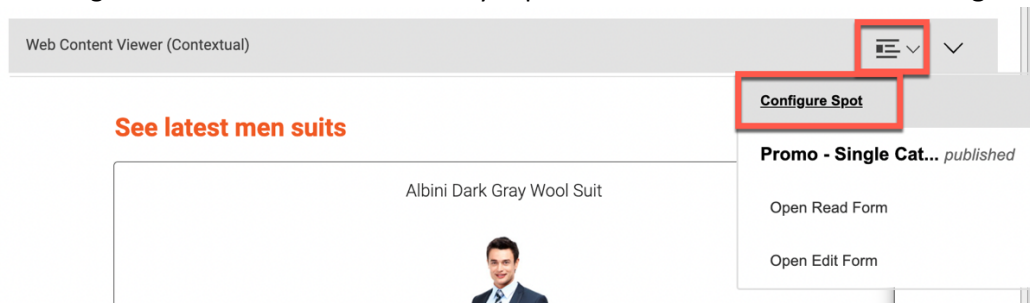 Web Content Viewer (Contextual)
Configure Spot
See latest men suits
Promo - Single Cat... published
Albini Dark Gray Wool Suit
Open Read Form
Open Edit Form